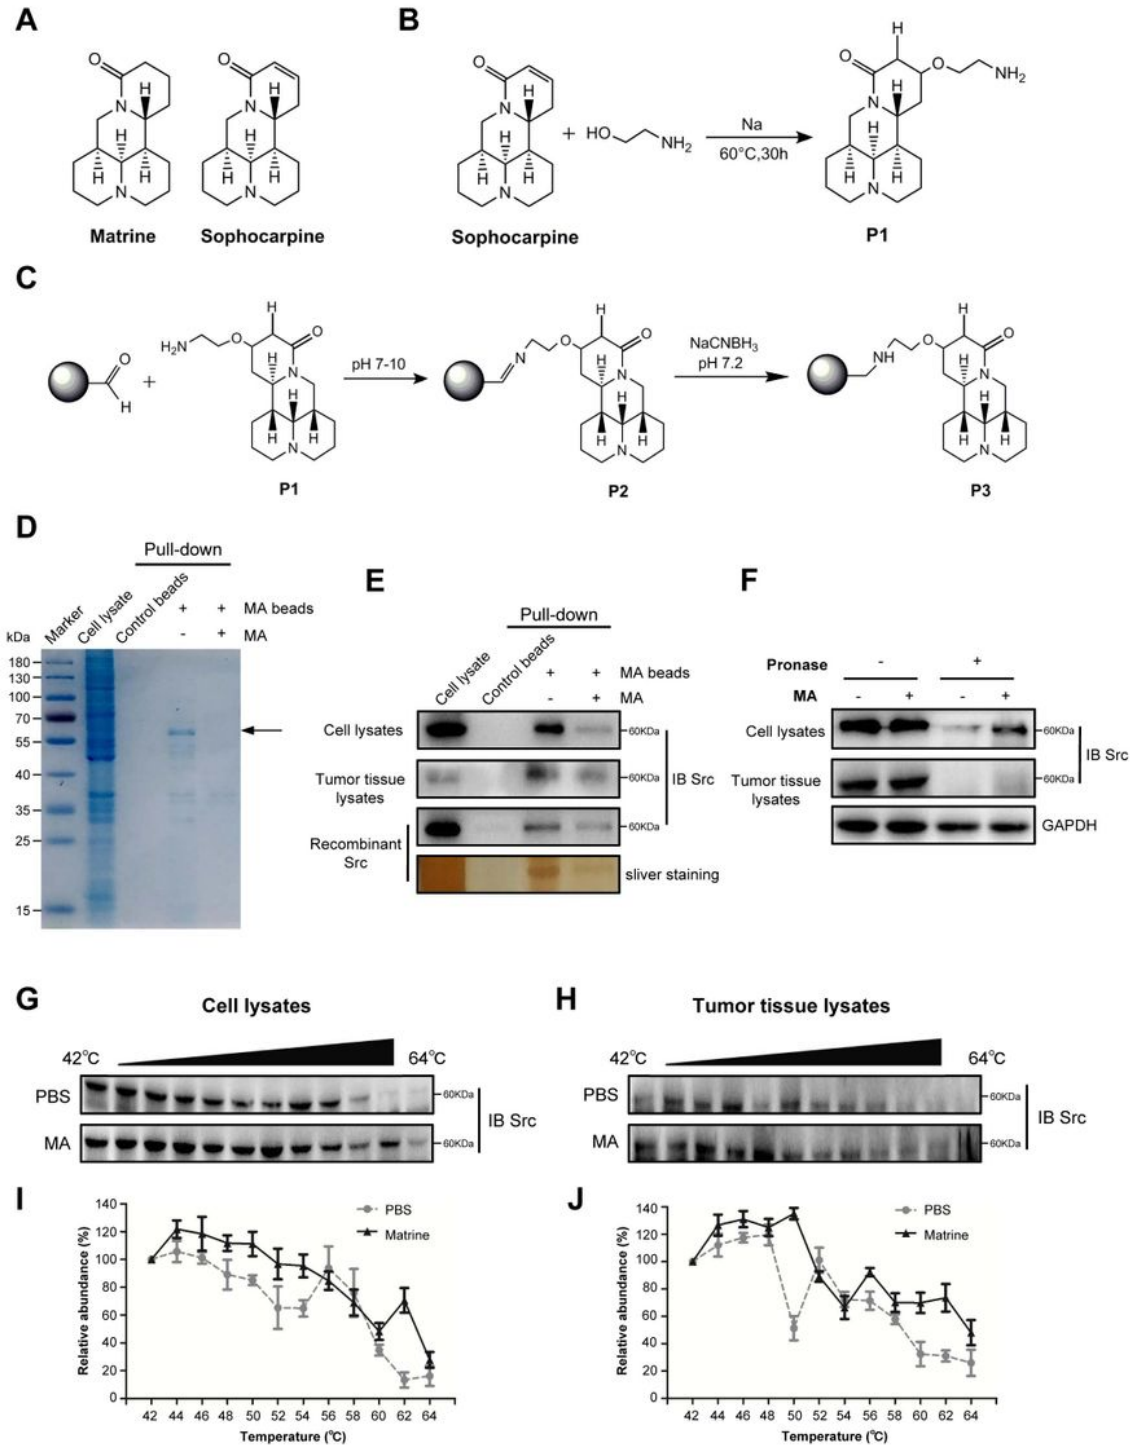 A
O
N
H
H
H
H
N
Matrine
O
N
H
H
H
H
N
Sophocarpine
B
O
N
H
H
H
H
N
Sophocarpine
+
HO
NH₂
Na
60°C,30h
H
O
O
NH₂
N
H
H
H
H
N
P1
C
O
H
+
H
H₂N
O
O
H
N
H
H
H
N
P1
pH 7-10
H
N
O
O
H
N
H
H
H
N
P2
NaCNBH₃
pH 7.2
H
NH
O
O
H
N
H
H
H
N
P3
D
Pull-down
kDa
Marker
Cell lysate
Control beads
+ + MA beads
- + MA
180
130
100
70
55
40
35
25
15
E
Pull-down
Cell lysate
Control beads
+ + MA beads
- + MA
Cell lysates
60KDa
Tumor tissue
lysates
60KDa
IB Src
Recombinant
Src
60KDa
sliver staining
F
Pronase - +
MA - + - +
Cell lysates
60KDa
IB Src
Tumor tissue
lysates
60KDa
GAPDH
G
Cell lysates
42°C
64°C
PBS
60KDa
MA
60KDa
IB Src
H
Tumor tissue lysates
42°C
64°C
PBS
60KDa
MA
60KDa
IB Src
I
Relative abundance (%)
140
120
100
80
60
40
20
0
PBS
Matrine
42 44 46 48 50 52 54 56 58 60 62 64
Temperature (°C)
J
Relative abundance (%)
140
120
100
80
60
40
20
0
PBS
Matrine
42 44 46 48 50 52 54 56 58 60 62 64
Temperature (°C)